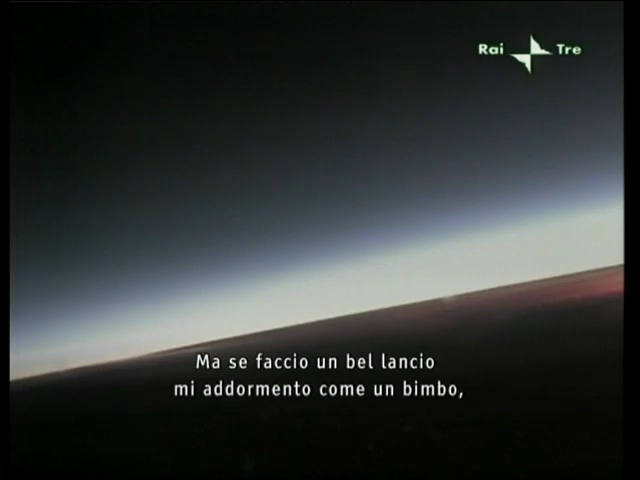 Rai Tre
Ma se faccio un bel lancio
mi addormento come un bimbo,